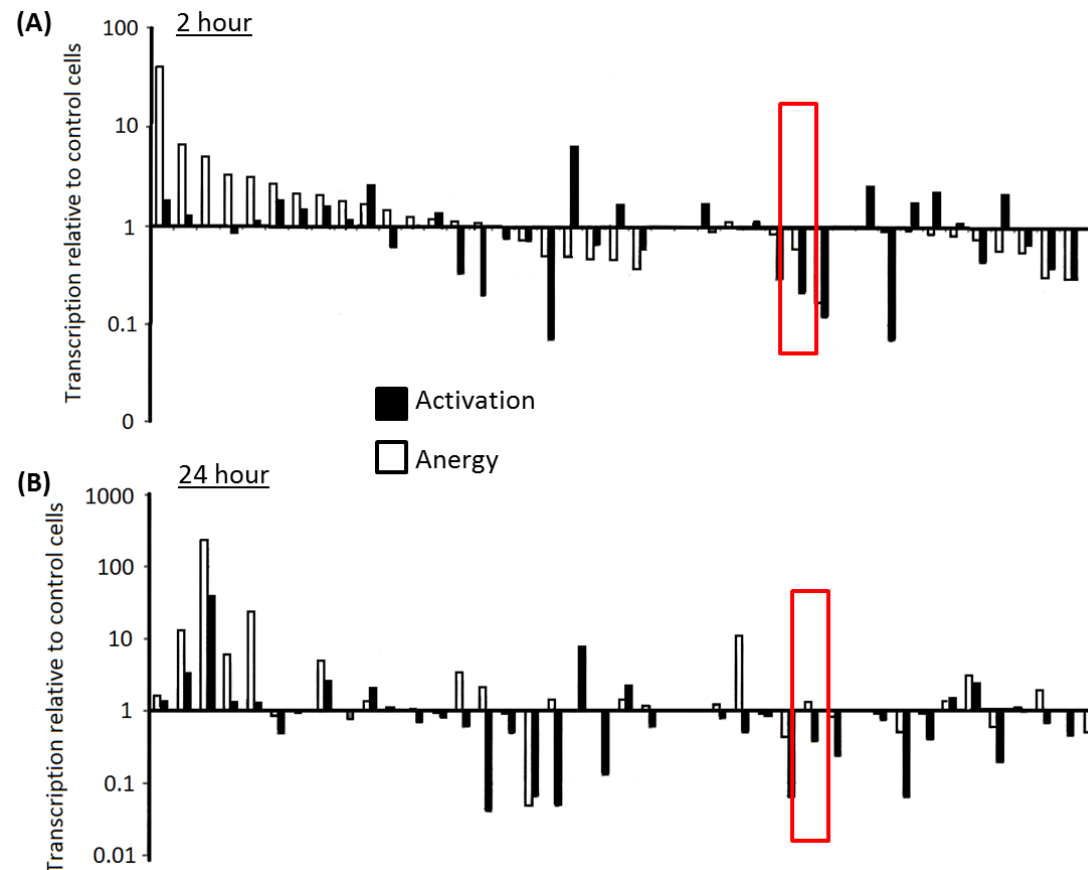 (A)
2 hour
Transcription relative to control cells
100
10
1
0.1
0
Activation
Anergy
(B)
24 hour
Transcription relative to control cells
1000
100
10
1
0.1
0.01